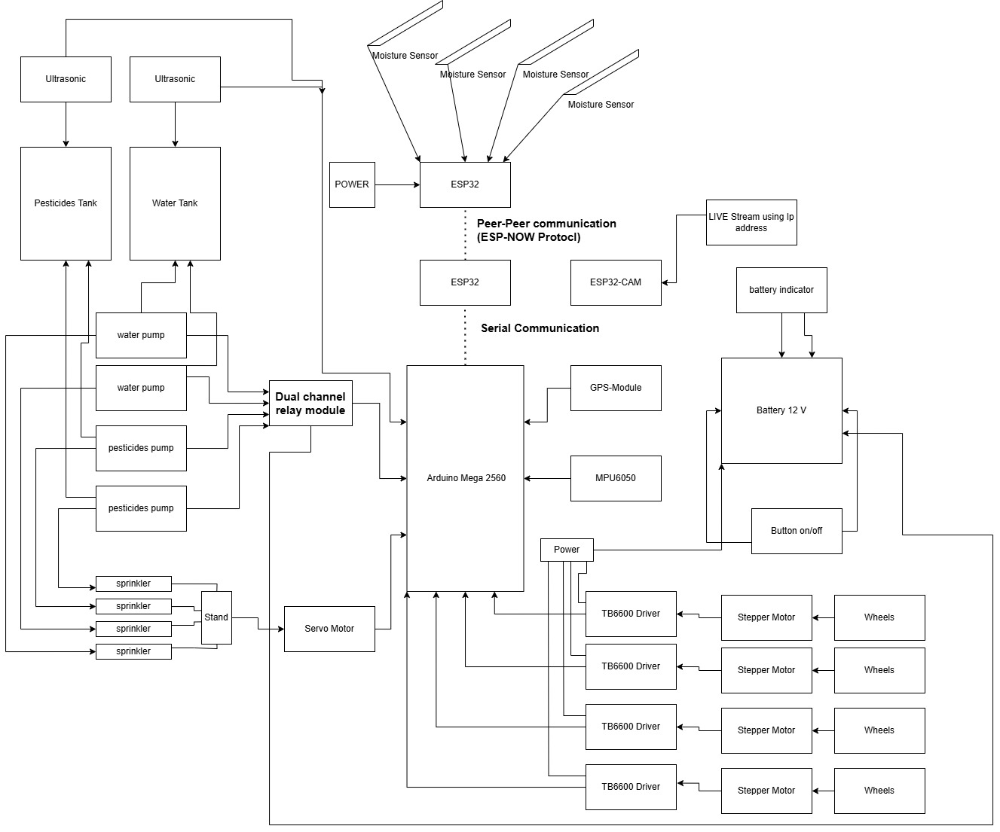 Moisture Sensor
Moisture Sensor
Moisture Sensor
Moisture Sensor
Ultrasonic
Ultrasonic
Pesticides Tank
Water Tank
POWER
ESP32
Peer-Peer communication
(ESP-NOW Protocl)
LIVE Stream using Ip
address
ESP32
ESP32-CAM
battery indicator
Serial Communication
water pump
water pump
pesticides pump
pesticides pump
Dual channel
relay module
GPS-Module
Battery 12 V
Arduino Mega 2560
MPU6050
Button on/off
Power
sprinkler
sprinkler
sprinkler
sprinkler
Stand
Servo Motor
TB6600 Driver
Stepper Motor
Wheels
TB6600 Driver
Stepper Motor
Wheels
TB6600 Driver
Stepper Motor
Wheels
TB6600 Driver
Stepper Motor
Wheels